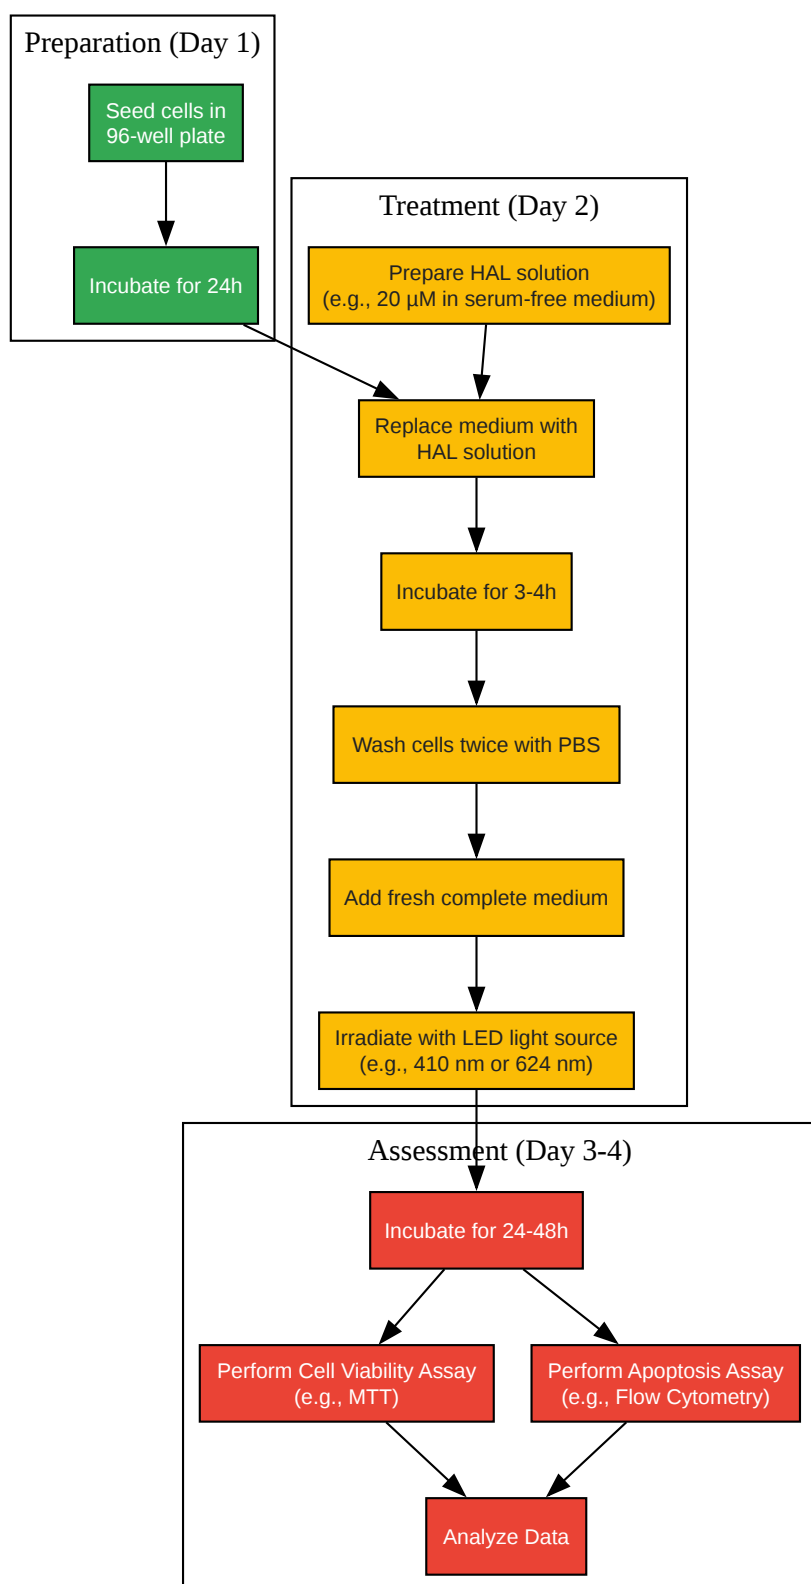 Preparation (Day 1)
Seed cells in
96-well plate
Incubate for 24h
Treatment (Day 2)
Prepare HAL solution
(e.g., 20 µM in serum-free medium)
Replace medium with
HAL solution
Incubate for 3-4h
Wash cells twice with PBS
Add fresh complete medium
Irradiate with LED light source
(e.g., 410 nm or 624 nm)
Assessment (Day 3-4)
Incubate for 24-48h
Perform Cell Viability Assay
(e.g., MTT)
Perform Apoptosis Assay
(e.g., Flow Cytometry)
Analyze Data